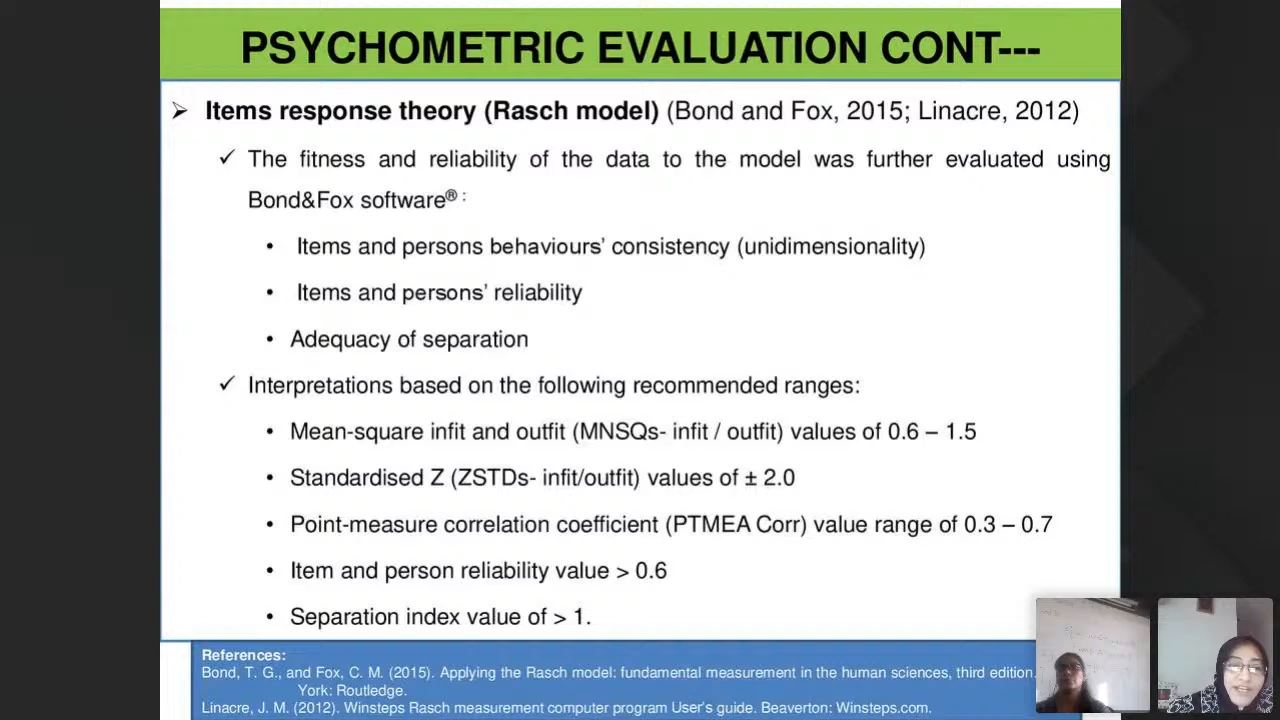 PSYCHOMETRIC EVALUATION CONT---
Items response theory (Rasch model) (Bond and Fox, 2015; Linacre, 2012)
The fitness and reliability of the data to the model was further evaluated using
Bond&Fox software® :
Items and persons behaviours' consistency (unidimensionality)
Items and persons' reliability
Adequacy of separation
Interpretations based on the following recommended ranges:
Mean-square infit and outfit (MNSQs- infit / outfit) values of 0.6 – 1.5
Standardised Z (ZSTDs- infit/outfit) values of ± 2.0
Point-measure correlation coefficient (PTMEA Corr) value range of 0.3 – 0.7
Item and person reliability value > 0.6
Separation index value of > 1.
References:
Bond, T. G., and Fox, C. M. (2015). Applying the Rasch model: fundamental measurement in the human sciences, third edition.
York: Routledge.
Linacre, J. M. (2012). Winsteps Rasch measurement computer program User's guide. Beaverton: Winsteps.com.